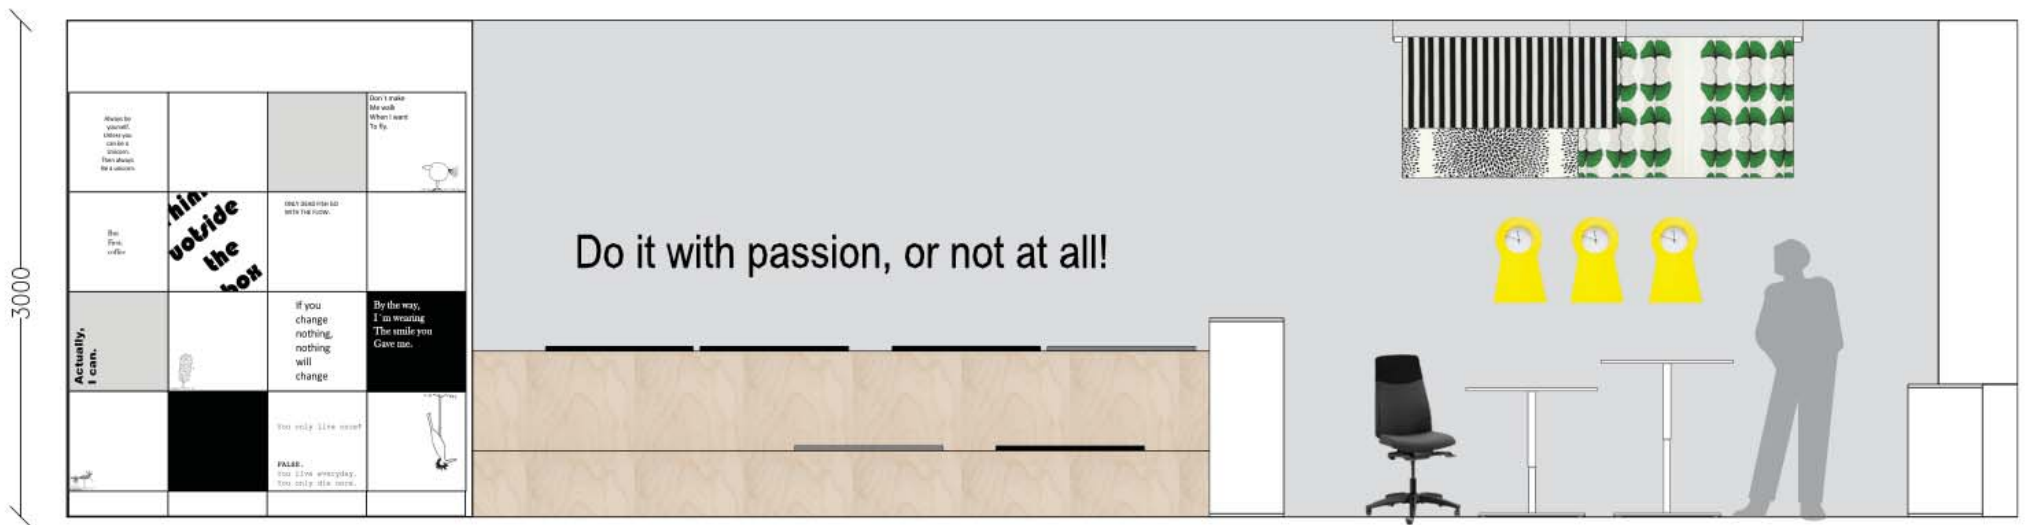 3000
Always be
yourself.
Unless you
can be a
Unicorn.
Then always
Be a unicorn.
Don´t make
Me walk
When I want
To fly.
But
First,
coffee
hink
uotside
the
box
ONLY DEAD FISH GO
WITH THE FLOW.
Actually,
I can.
If you
change
nothing,
nothing
will
change
By the way,
I´m wearing
The smile you
Gave me.
You only live once?
FALSE.
You live everyday.
You only die once.
Do it with passion, or not at all!